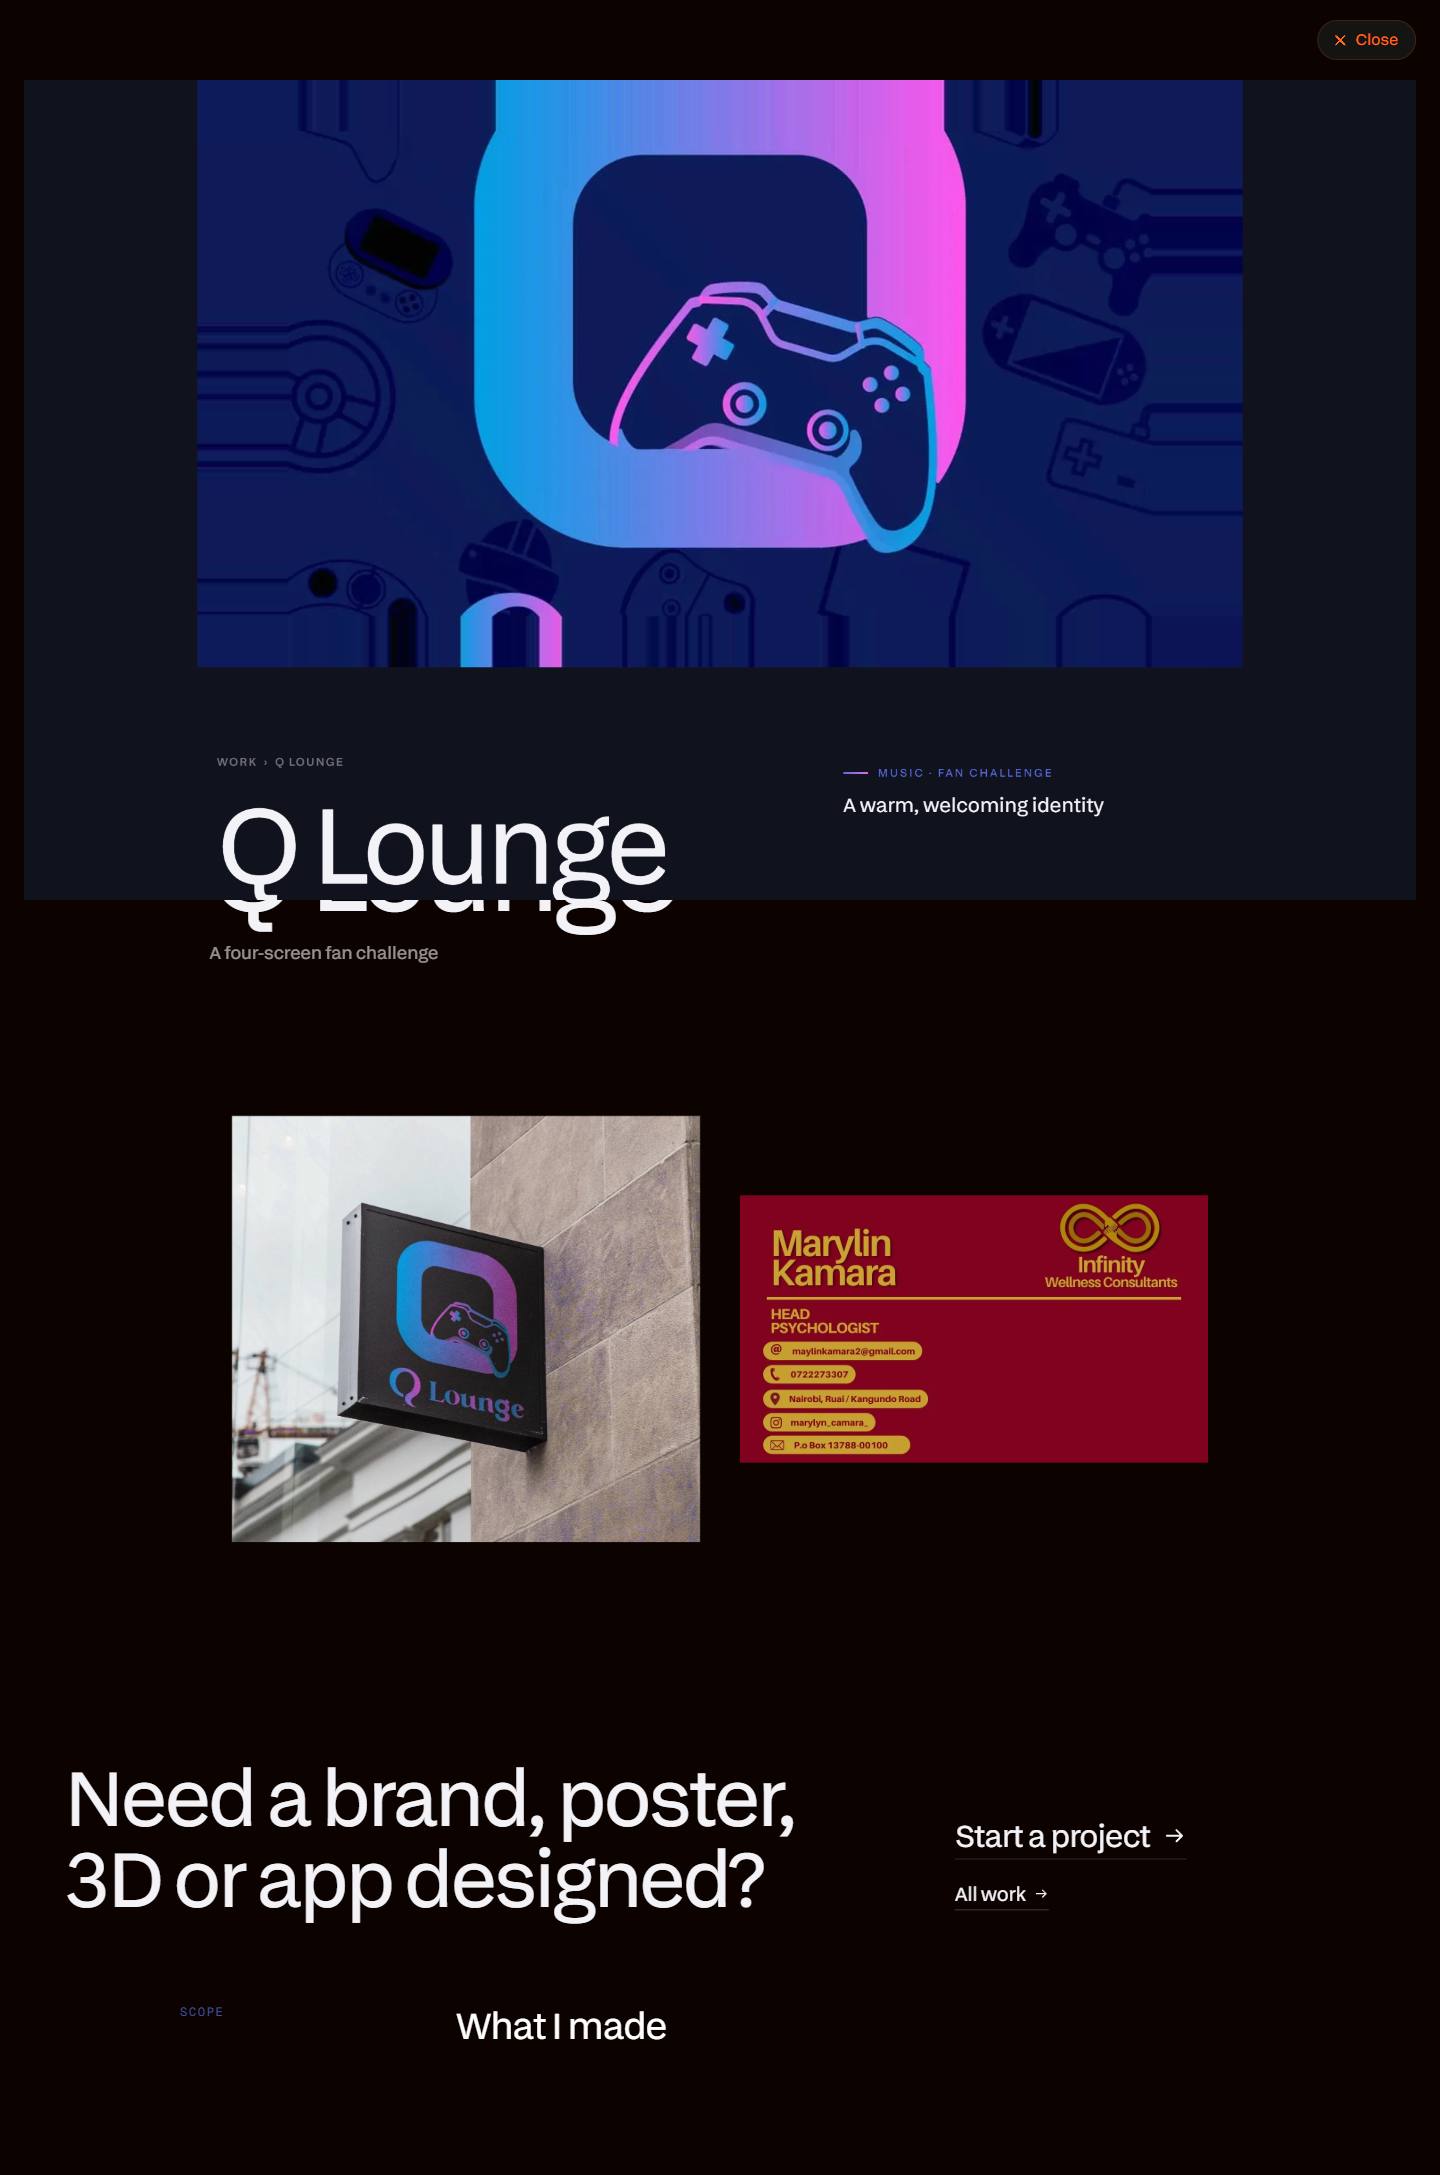 Close
WORK › Q LOUNGE
MUSIC · FAN CHALLENGE
A warm, welcoming identity
Q Lounge
A four-screen fan challenge
Q Lounge
Marylin
Kamara
Infinity
Wellness Consultants
HEAD
PSYCHOLOGIST
maylinkamara2@gmail.com
0722273307
Nairobi, Ruai / Kangundo Road
marylyn_camara_
P.o Box 13788-00100
Need a brand, poster,
3D or app designed?
Start a project →
All work →
SCOPE
What I made